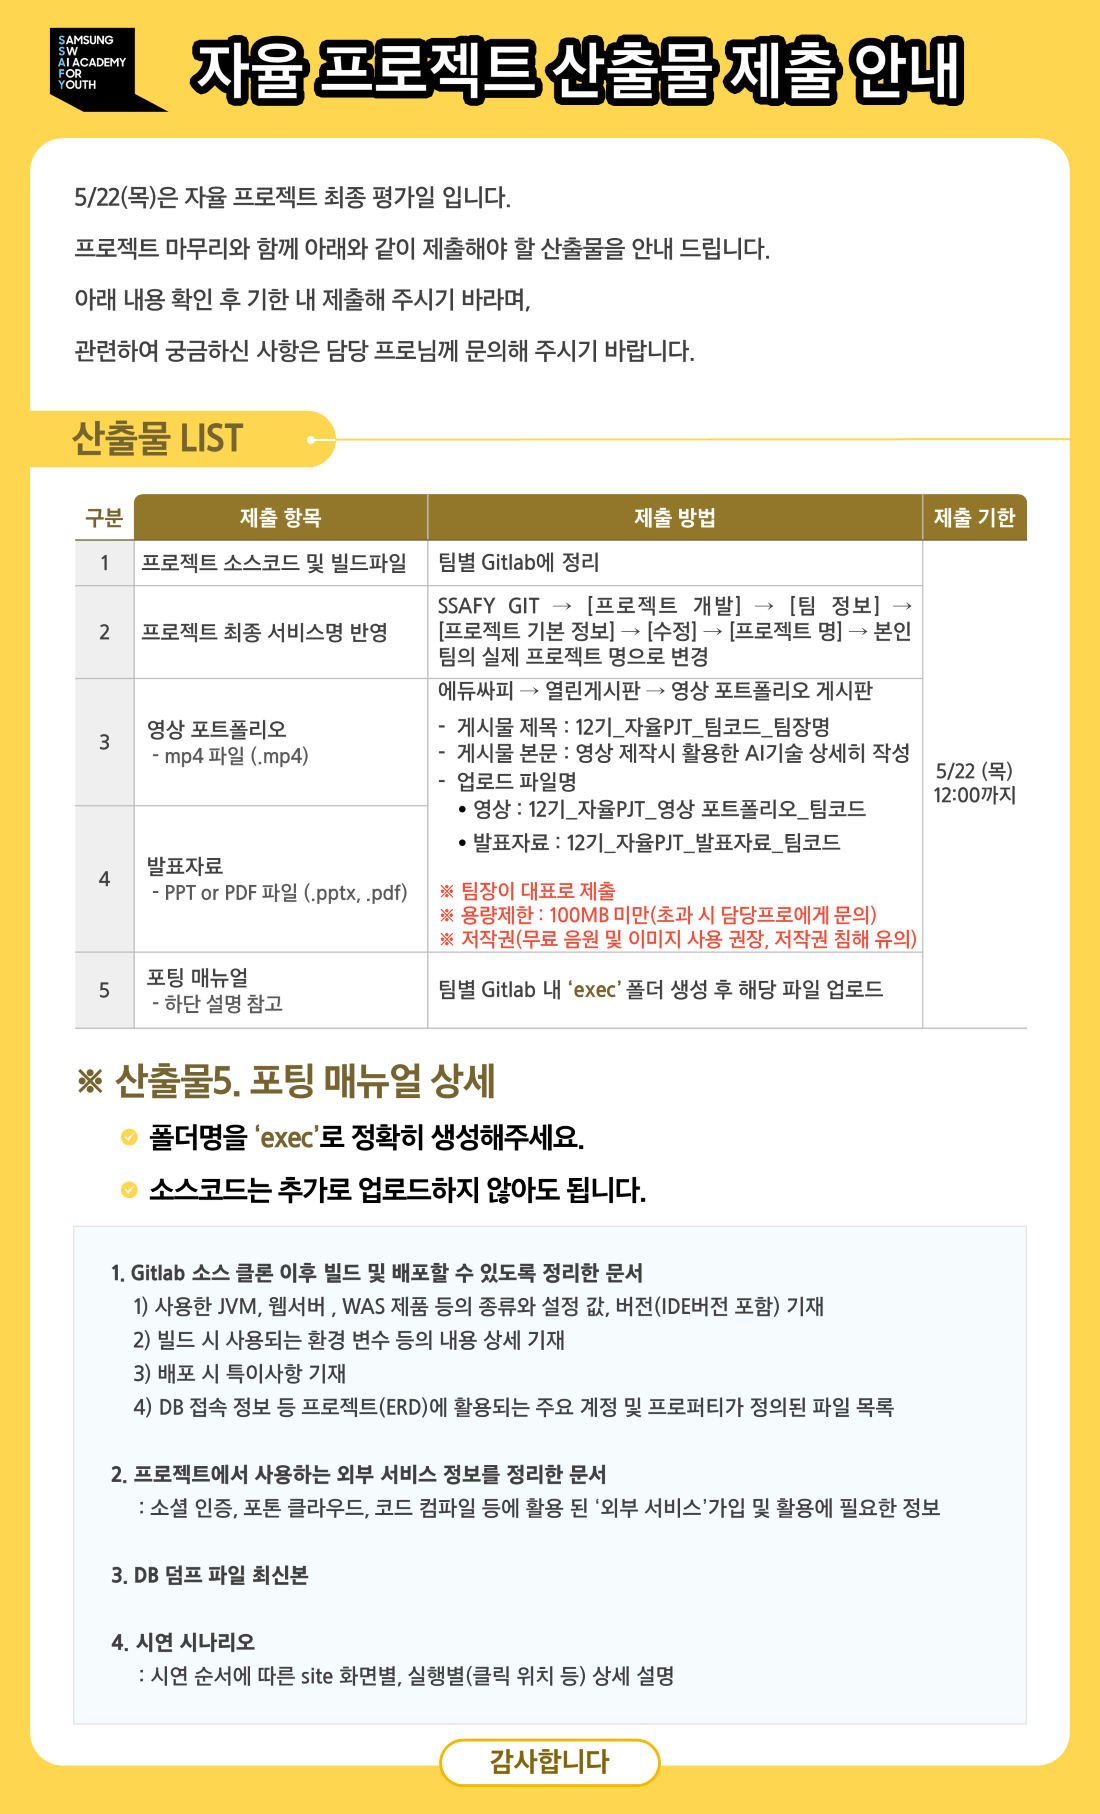 SAMSUNG
SW
AI ACADEMY
FOR
YOUTH
자율 프로젝트 산출물 제출 안내
5/22(목)은 자율 프로젝트 최종 평가일 입니다.
프로젝트 마무리와 함께 아래와 같이 제출해야 할 산출물을 안내 드립니다.
아래 내용 확인 후 기한 내 제출해 주시기 바라며,
관련하여 궁금하신 사항은 담당 프로님께 문의해 주시기 바랍니다.
산출물 LIST
구분 제출 항목 제출 방법 제출 기한
1 프로젝트 소스코드 및 빌드파일 팀별 Gitlab에 정리
2 프로젝트 최종 서비스명 반영
SSAFY GIT → [프로젝트 개발] → [팀 정보] →
[프로젝트 기본 정보] → [수정] → [프로젝트 명] → 본인
팀의 실제 프로젝트 명으로 변경
3 영상 포트폴리오
- mp4 파일 (.mp4)
에듀싸피 → 열린게시판 → 영상 포트폴리오 게시판
- 게시물 제목 : 12기_자율PJT_팀코드_팀장명
- 게시물 본문 : 영상 제작시 활용한 AI기술 상세히 작성
- 업로드 파일명
• 영상 : 12기_자율PJT_영상 포트폴리오_팀코드
• 발표자료 : 12기_자율PJT_발표자료_팀코드
5/22 (목)
12:00까지
4 발표자료
- PPT or PDF 파일 (.pptx, .pdf)
※ 팀장이 대표로 제출
※ 용량제한 : 100MB 미만(초과 시 담당프로에게 문의)
※ 저작권(무료 음원 및 이미지 사용 권장, 저작권 침해 유의)
5 포팅 매뉴얼
- 하단 설명 참고
팀별 Gitlab 내 ‘exec’ 폴더 생성 후 해당 파일 업로드
※ 산출물5. 포팅 매뉴얼 상세
폴더명을 ‘exec’로 정확히 생성해주세요.
소스코드는 추가로 업로드하지 않아도 됩니다.
1. Gitlab 소스 클론 이후 빌드 및 배포할 수 있도록 정리한 문서
1) 사용한 JVM, 웹서버 , WAS 제품 등의 종류와 설정 값, 버전(IDE버전 포함) 기재
2) 빌드 시 사용되는 환경 변수 등의 내용 상세 기재
3) 배포 시 특이사항 기재
4) DB 접속 정보 등 프로젝트(ERD)에 활용되는 주요 계정 및 프로퍼티가 정의된 파일 목록
2. 프로젝트에서 사용하는 외부 서비스 정보를 정리한 문서
: 소셜 인증, 포톤 클라우드, 코드 컴파일 등에 활용 된 ‘외부 서비스’가입 및 활용에 필요한 정보
3. DB 덤프 파일 최신본
4. 시연 시나리오
: 시연 순서에 따른 site 화면별, 실행별(클릭 위치 등) 상세 설명
감사합니다